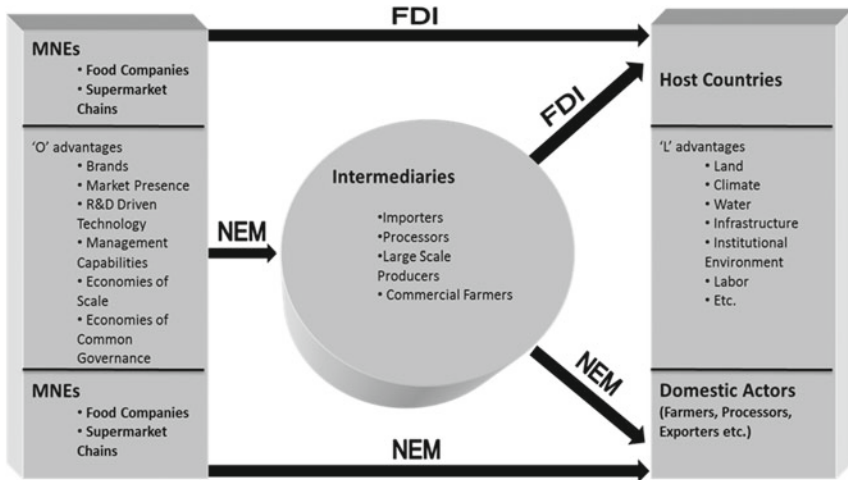 FDI
MNEs
• Food Companies
• Supermarket
Chains
'O' advantages
• Brands
• Market Presence
• R&D Driven
Technology
• Management
Capabilities
• Economies of
Scale
• Economies of
Common
Governance
MNEs
• Food Companies
• Supermarket
Chains
NEM
Intermediaries
•Importers
•Processors
•Large Scale
Producers
• Commercial Farmers
FDI
NEM
NEM
Host Countries
'L' advantages
• Land
• Climate
• Water
• Infrastructure
• Institutional
Environment
• Labor
• Etc.
Domestic Actors
(Farmers, Processors,
Exporters etc.)